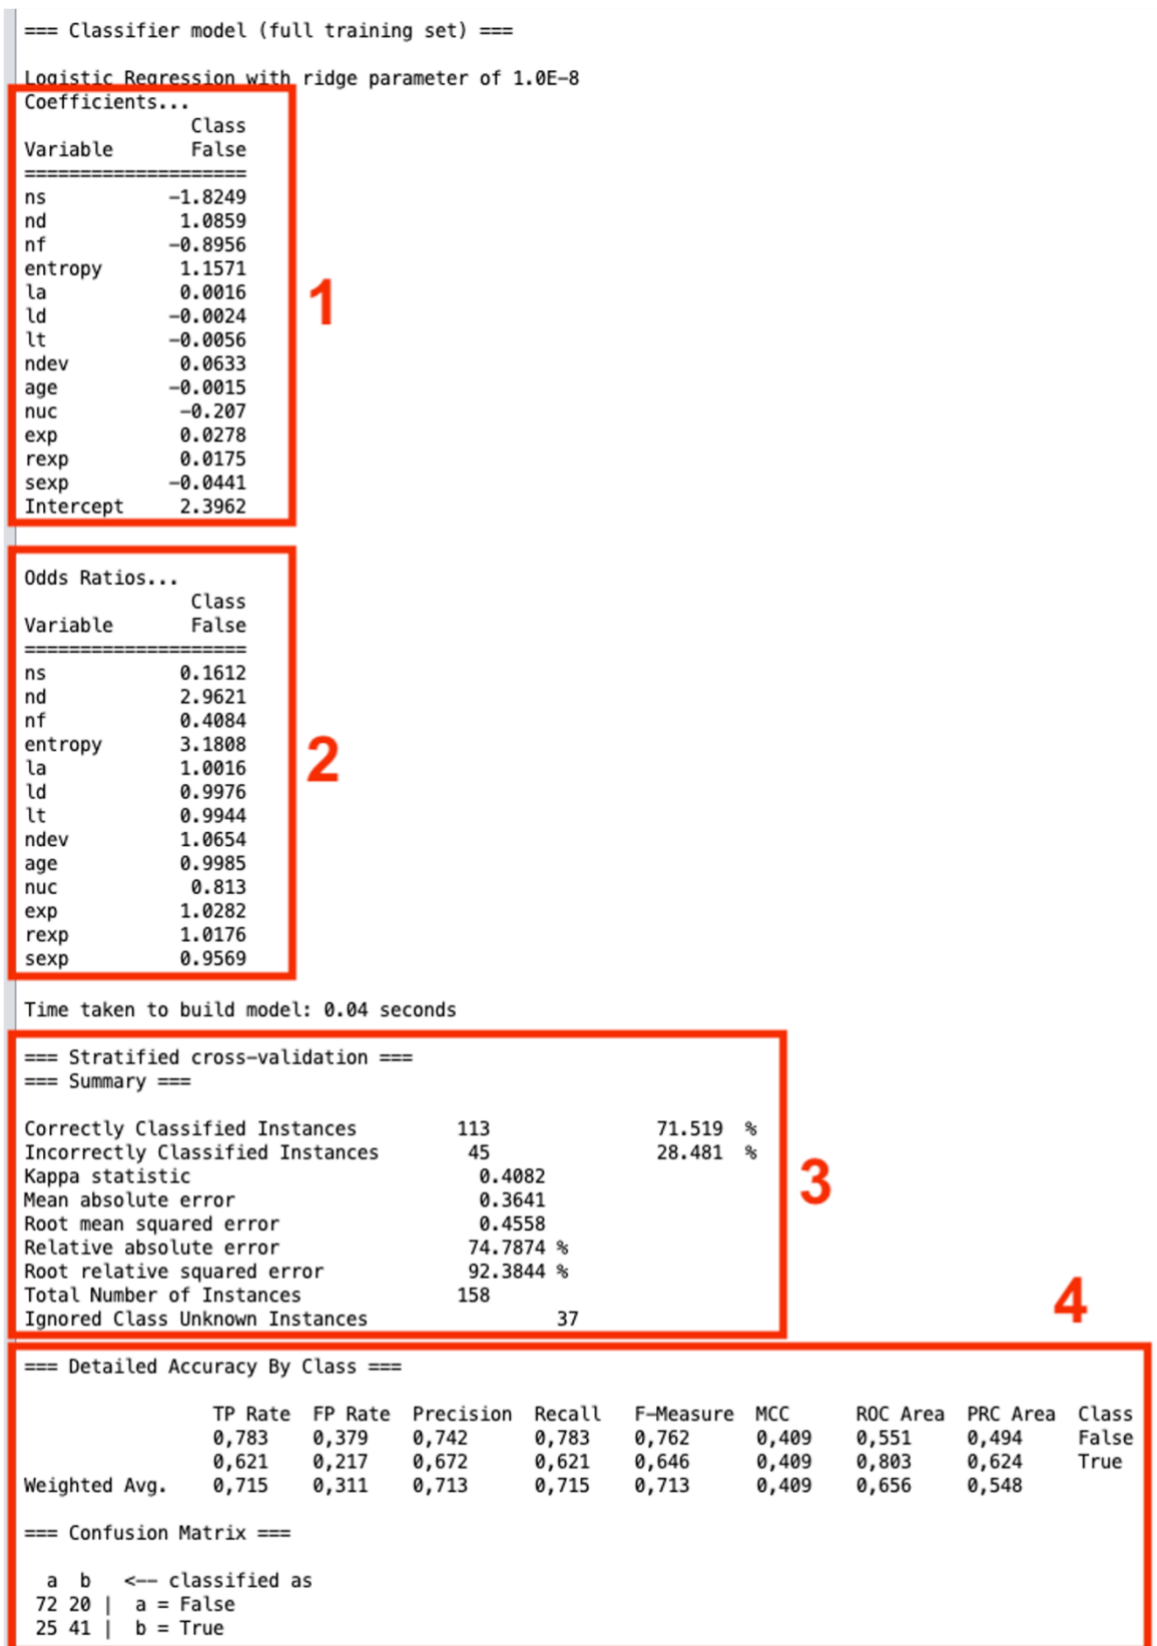 === Classifier model (full training set) ===
Logistic Regression with ridge parameter of 1.0E-8
Coefficients...
Class
Variable False
====================
ns -1.8249
nd 1.0859
nf -0.8956
entropy 1.1571
la 0.0016
ld -0.0024
lt -0.0056
ndev 0.0633
age -0.0015
nuc -0.207
exp 0.0278
rexp 0.0175
sexp -0.0441
Intercept 2.3962
1
Odds Ratios...
Class
Variable False
====================
ns 0.1612
nd 2.9621
nf 0.4084
entropy 3.1808
la 1.0016
ld 0.9976
lt 0.9944
ndev 1.0654
age 0.9985
nuc 0.813
exp 1.0282
rexp 1.0176
sexp 0.9569
2
Time taken to build model: 0.04 seconds
=== Stratified cross-validation ===
=== Summary ===
Correctly Classified Instances 113 71.519 %
Incorrectly Classified Instances 45 28.481 %
Kappa statistic 0.4082
Mean absolute error 0.3641
Root mean squared error 0.4558
Relative absolute error 74.7874 %
Root relative squared error 92.3844 %
Total Number of Instances 158
Ignored Class Unknown Instances 37
3
4
=== Detailed Accuracy By Class ===
TP Rate FP Rate Precision Recall F-Measure MCC ROC Area PRC Area Class
0,783 0,379 0,742 0,783 0,762 0,409 0,551 0,494 False
0,621 0,217 0,672 0,621 0,646 0,409 0,803 0,624 True
Weighted Avg. 0,715 0,311 0,713 0,715 0,713 0,409 0,656 0,548
=== Confusion Matrix ===
a b <-- classified as
72 20 | a = False
25 41 | b = True